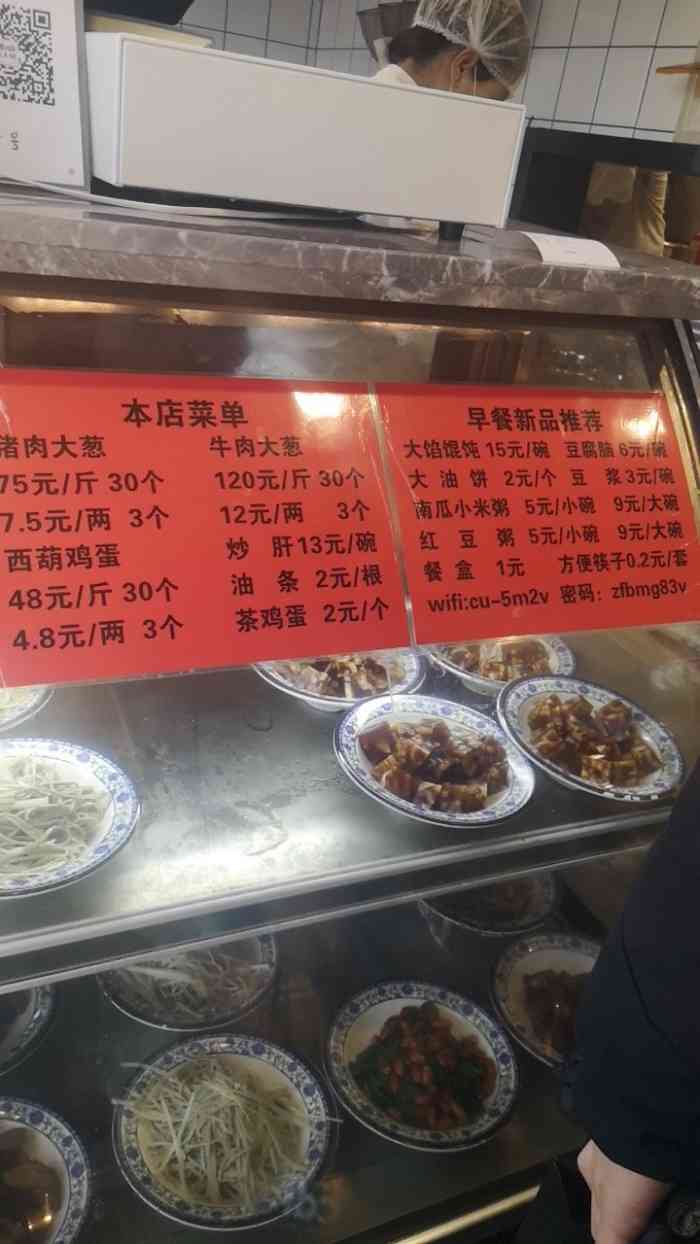 本店菜单
猪肉大葱 牛肉大葱
75元/斤 30个 120元/斤 30个
7.5元/两 3个 12元/两 3个
西葫鸡蛋 炒肝13元/碗
48元/斤 30个 油条 2元/根
4.8元/两 3个 茶鸡蛋 2元/个
早餐新品推荐
大馅馄饨 15元/碗 豆腐脑 6元/碗
大油饼 2元/个 豆浆 3元/碗
南瓜小米粥 5元/小碗 9元/大碗
红豆粥 5元/小碗 9元/大碗
餐盒 1元 方便筷子0.2元/套
wifi:cu-5m2v 密码：zfbmg83v